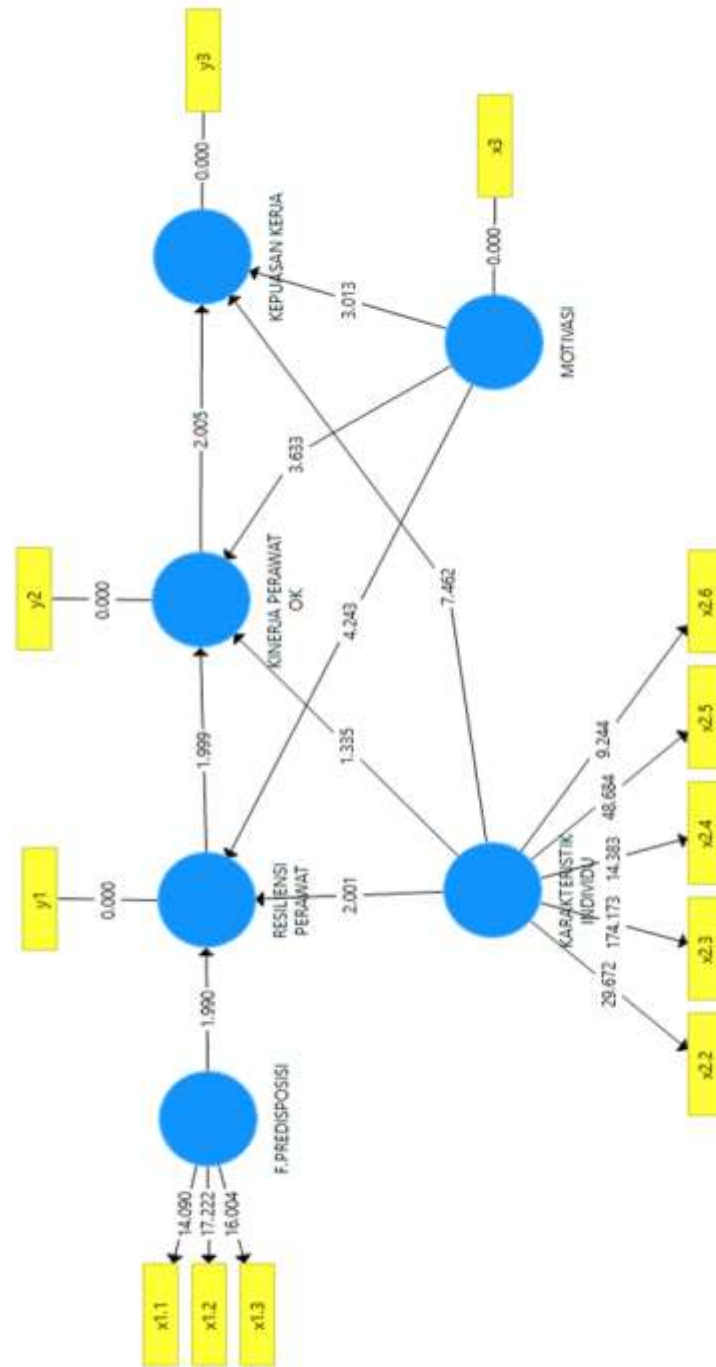 y1
y2
y3
0.000
0.000
0.000
x1.1
x1.2
x1.3
14.090
17.222
16.004
1.990
1.999
2.005
F.PREDISPOSISI
RESILIENSI
PERAWAT
KINERJA PERAWAT
OK
KEPUASAN KERJA
2.001
1.335
4.243
3.633
3.013
7.462
0.000
x3
MOTIVASI
KARAKTERISTIK
INDIVIDU
29.672
174.173
14.383
48.684
9.244
x2.2
x2.3
x2.4
x2.5
x2.6